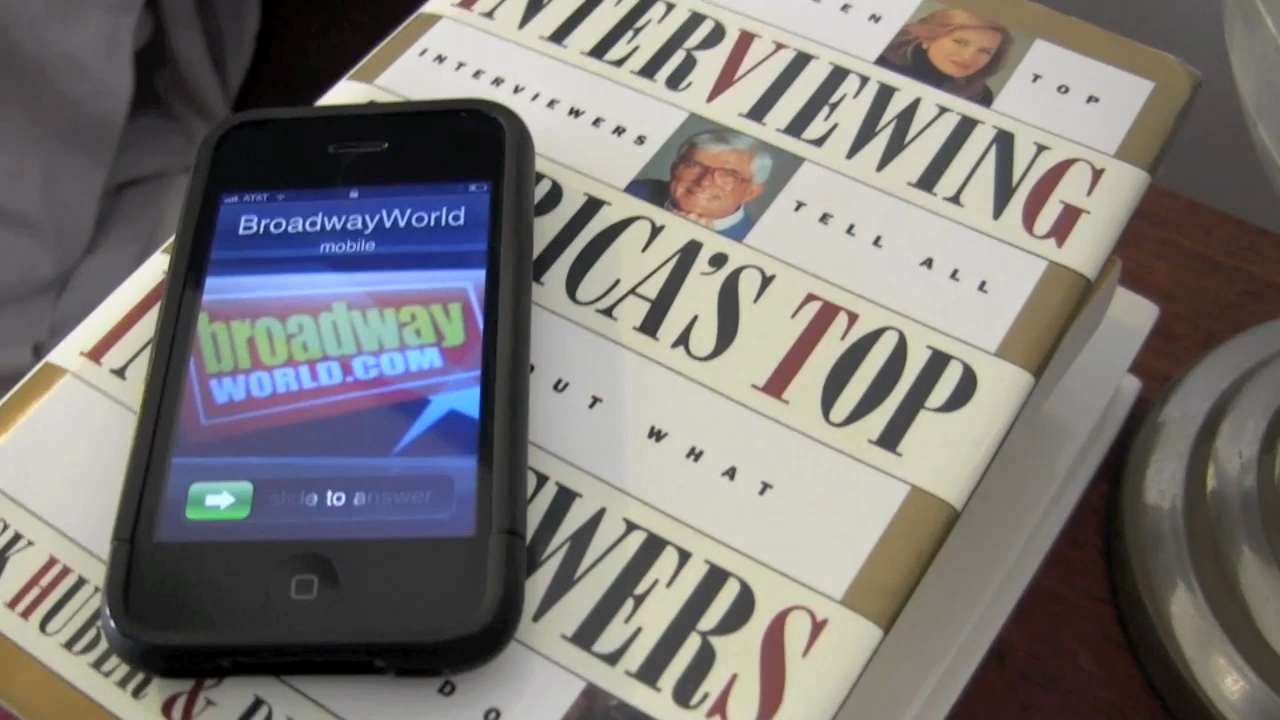 TOP
INTERVIEWING
INTERVIEWERS
TELL ALL
RICA'S TOP
UT WHAT
EWERS
HUBER
&
D O
AT&T
BroadwayWorld
mobile
broadway
WORLD.COM
slide to answer